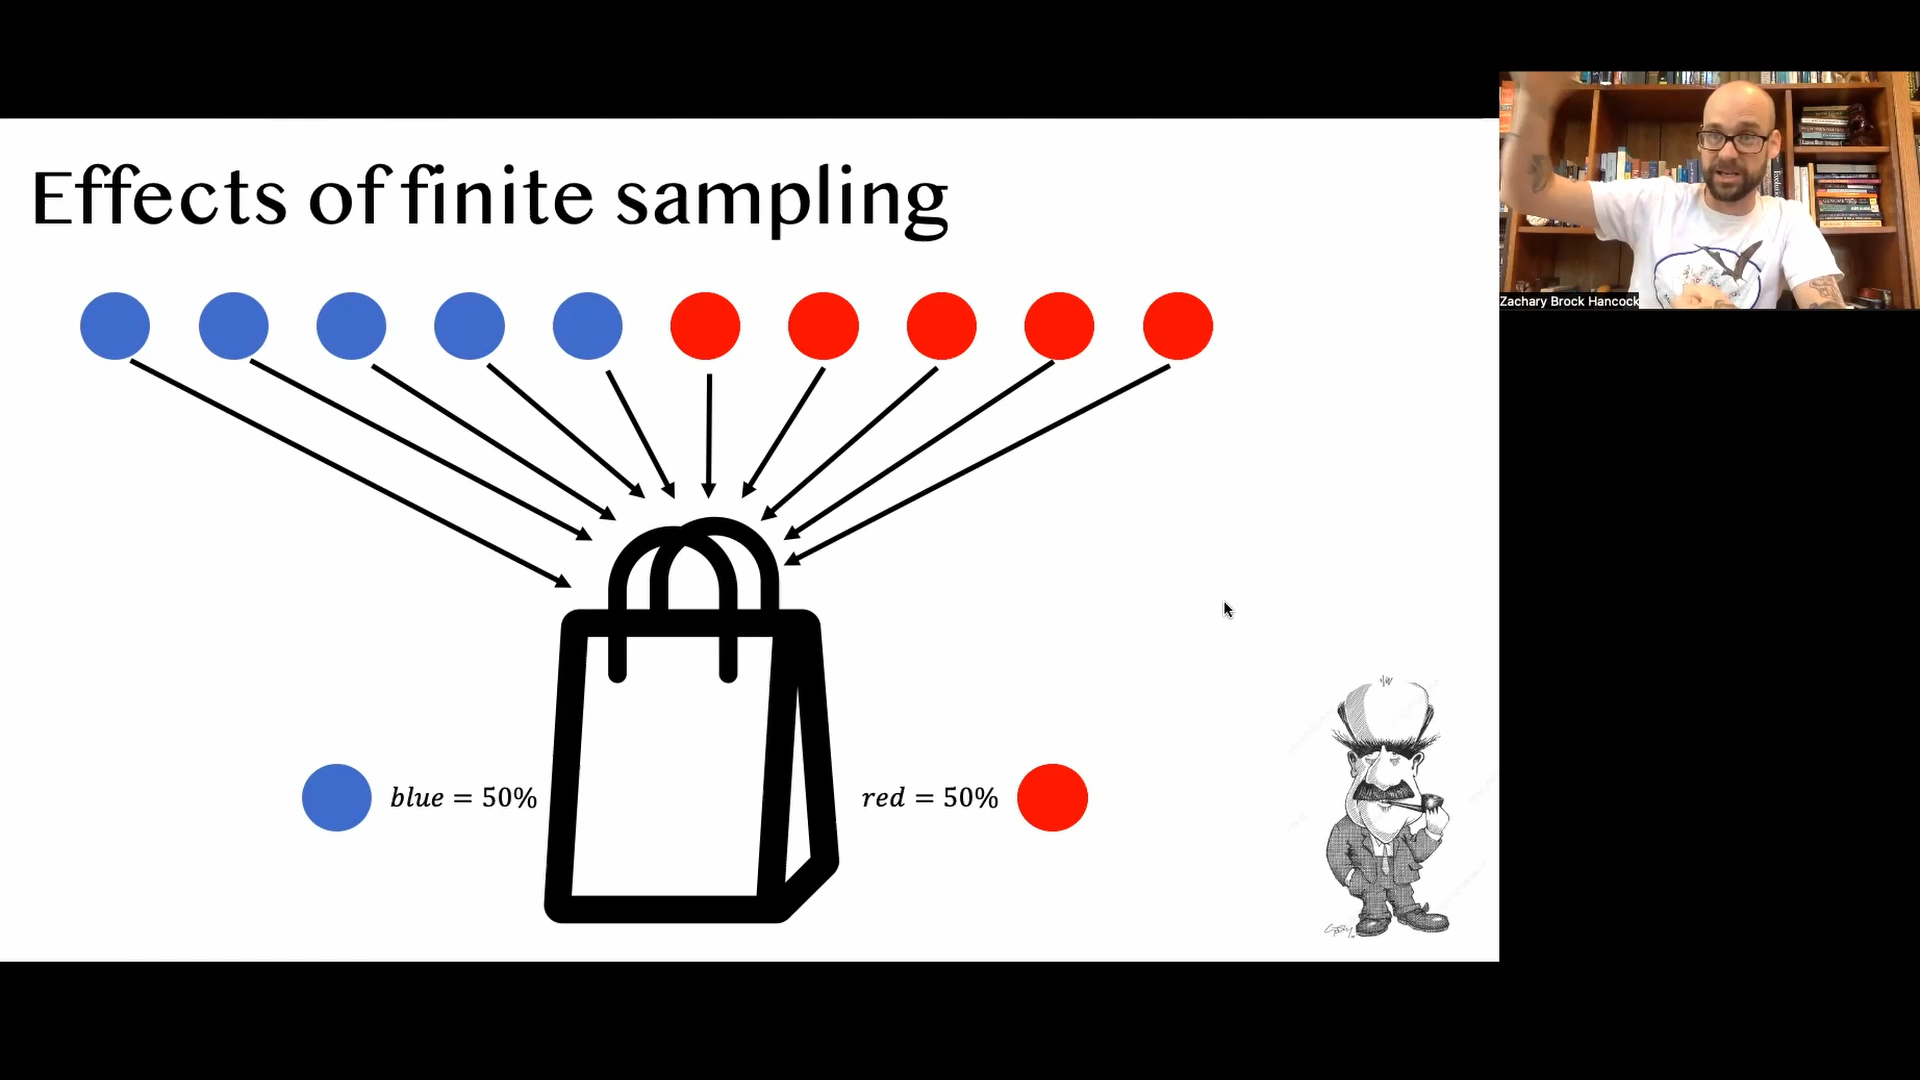 Effects of finite sampling
Zachary Brock Hancock
blue = 50%
red = 50%